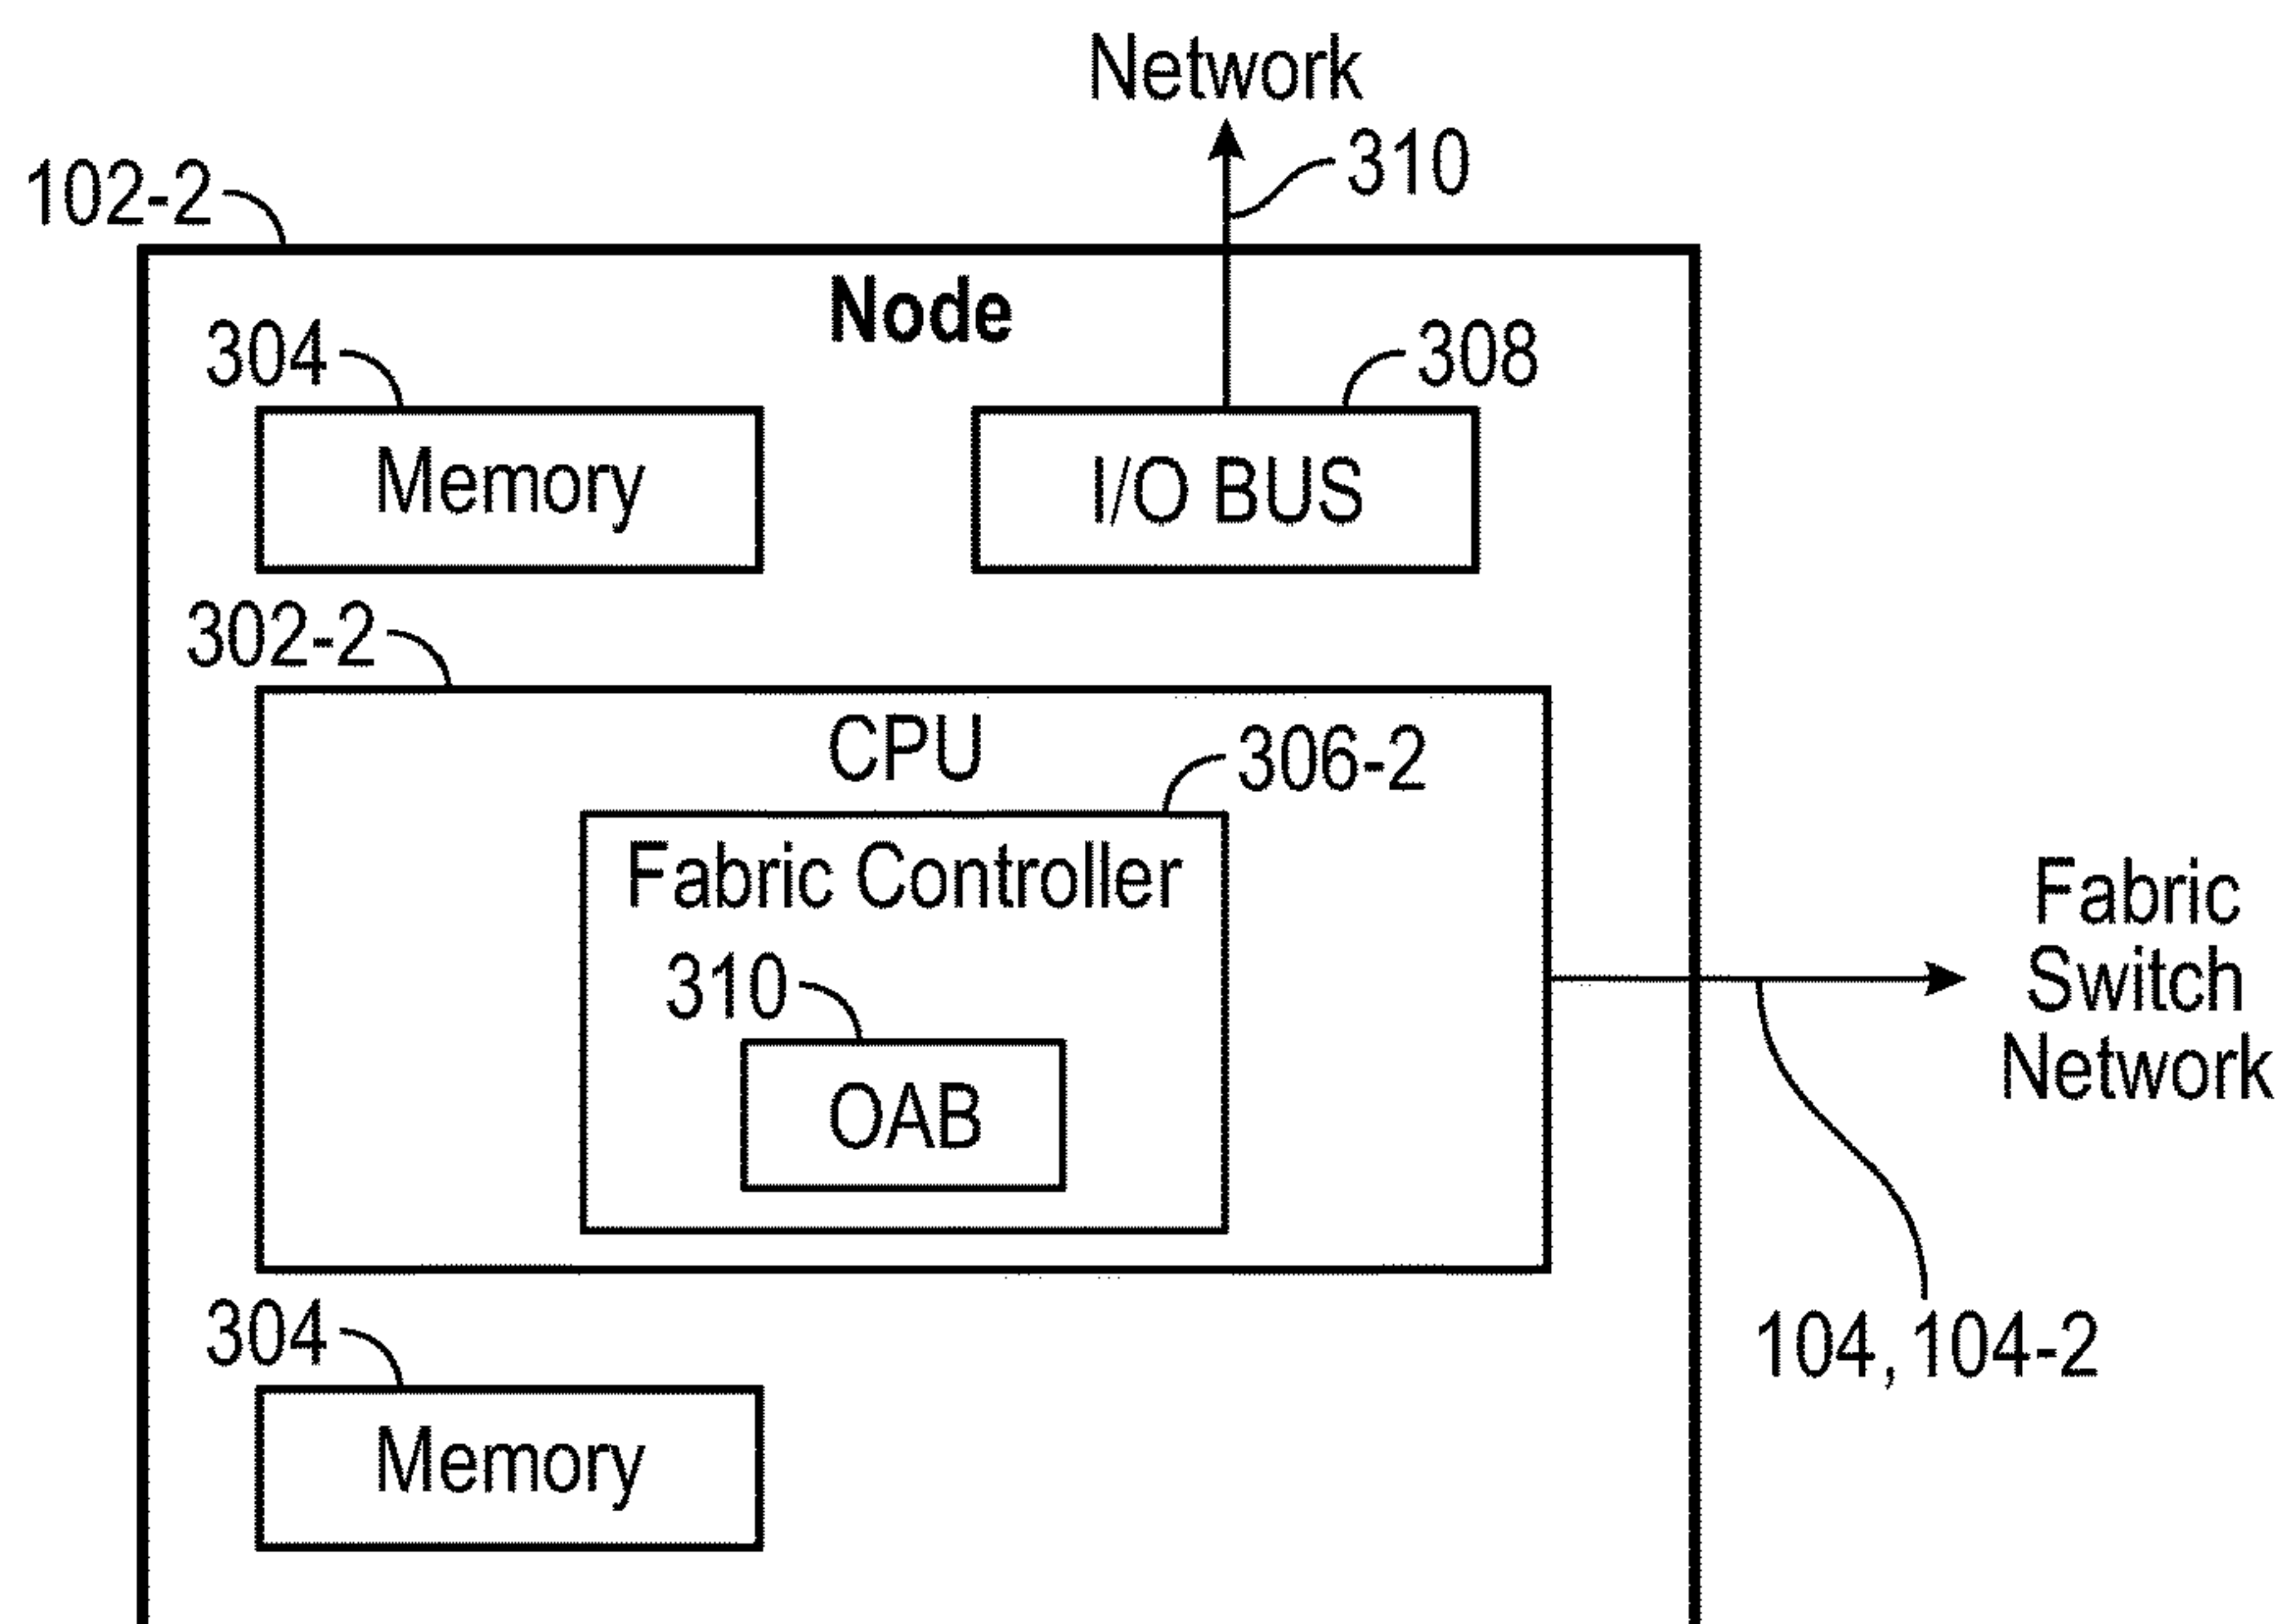 Network
310
102-2
Node
304
308
Memory
I/O BUS
302-2
CPU
306-2
Fabric Controller
310
OAB
Fabric
Switch
Network
304
104, 104-2
Memory